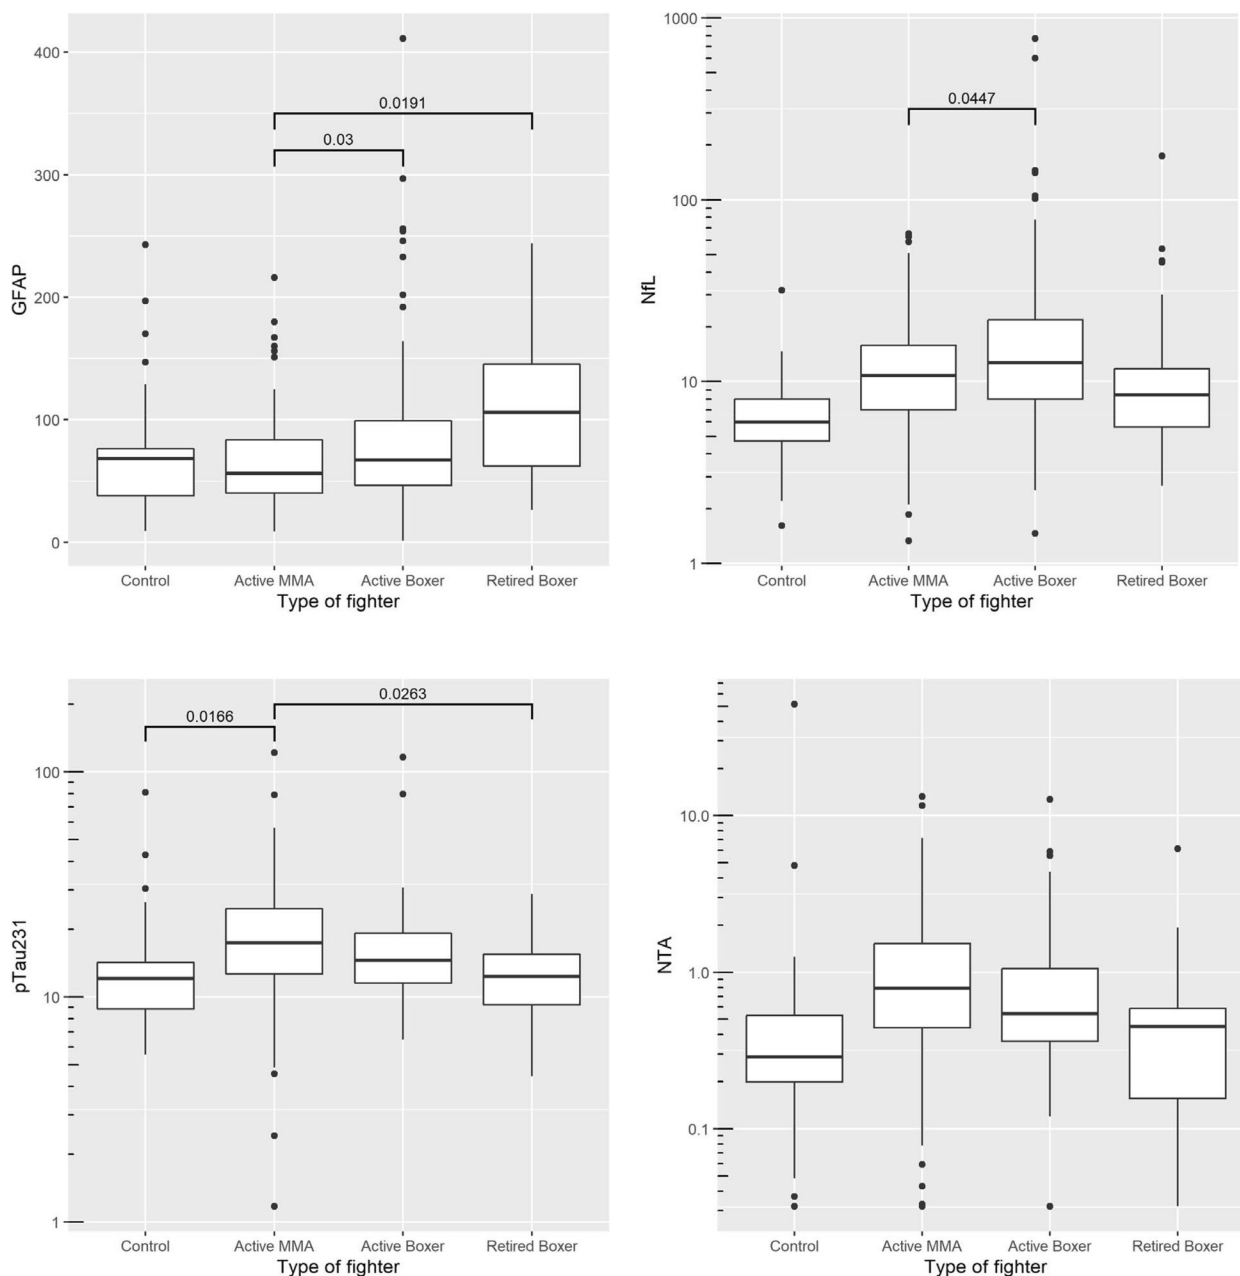 400
300
200
100
0
GFAP
0.0191
0.03
Control Active MMA Active Boxer Retired Boxer
Type of fighter
1000
100
10
1
NfL
0.0447
Control Active MMA Active Boxer Retired Boxer
Type of fighter
100
10
1
pTau231
0.0263
0.0166
Control Active MMA Active Boxer Retired Boxer
Type of fighter
10.0
1.0
0.1
NTA
Control Active MMA Active Boxer Retired Boxer
Type of fighter